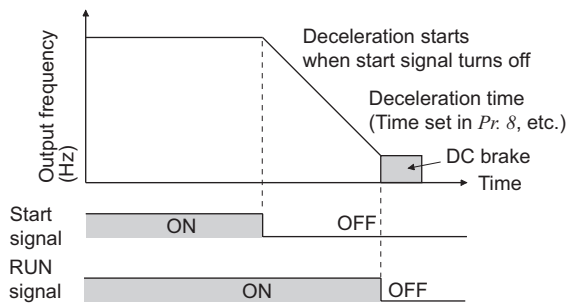 Output frequency
(Hz)
Deceleration starts
when start signal turns off
Deceleration time
(Time set in Pr. 8, etc.)
DC brake
Time
Start
signal
ON
OFF
RUN
signal
ON
OFF